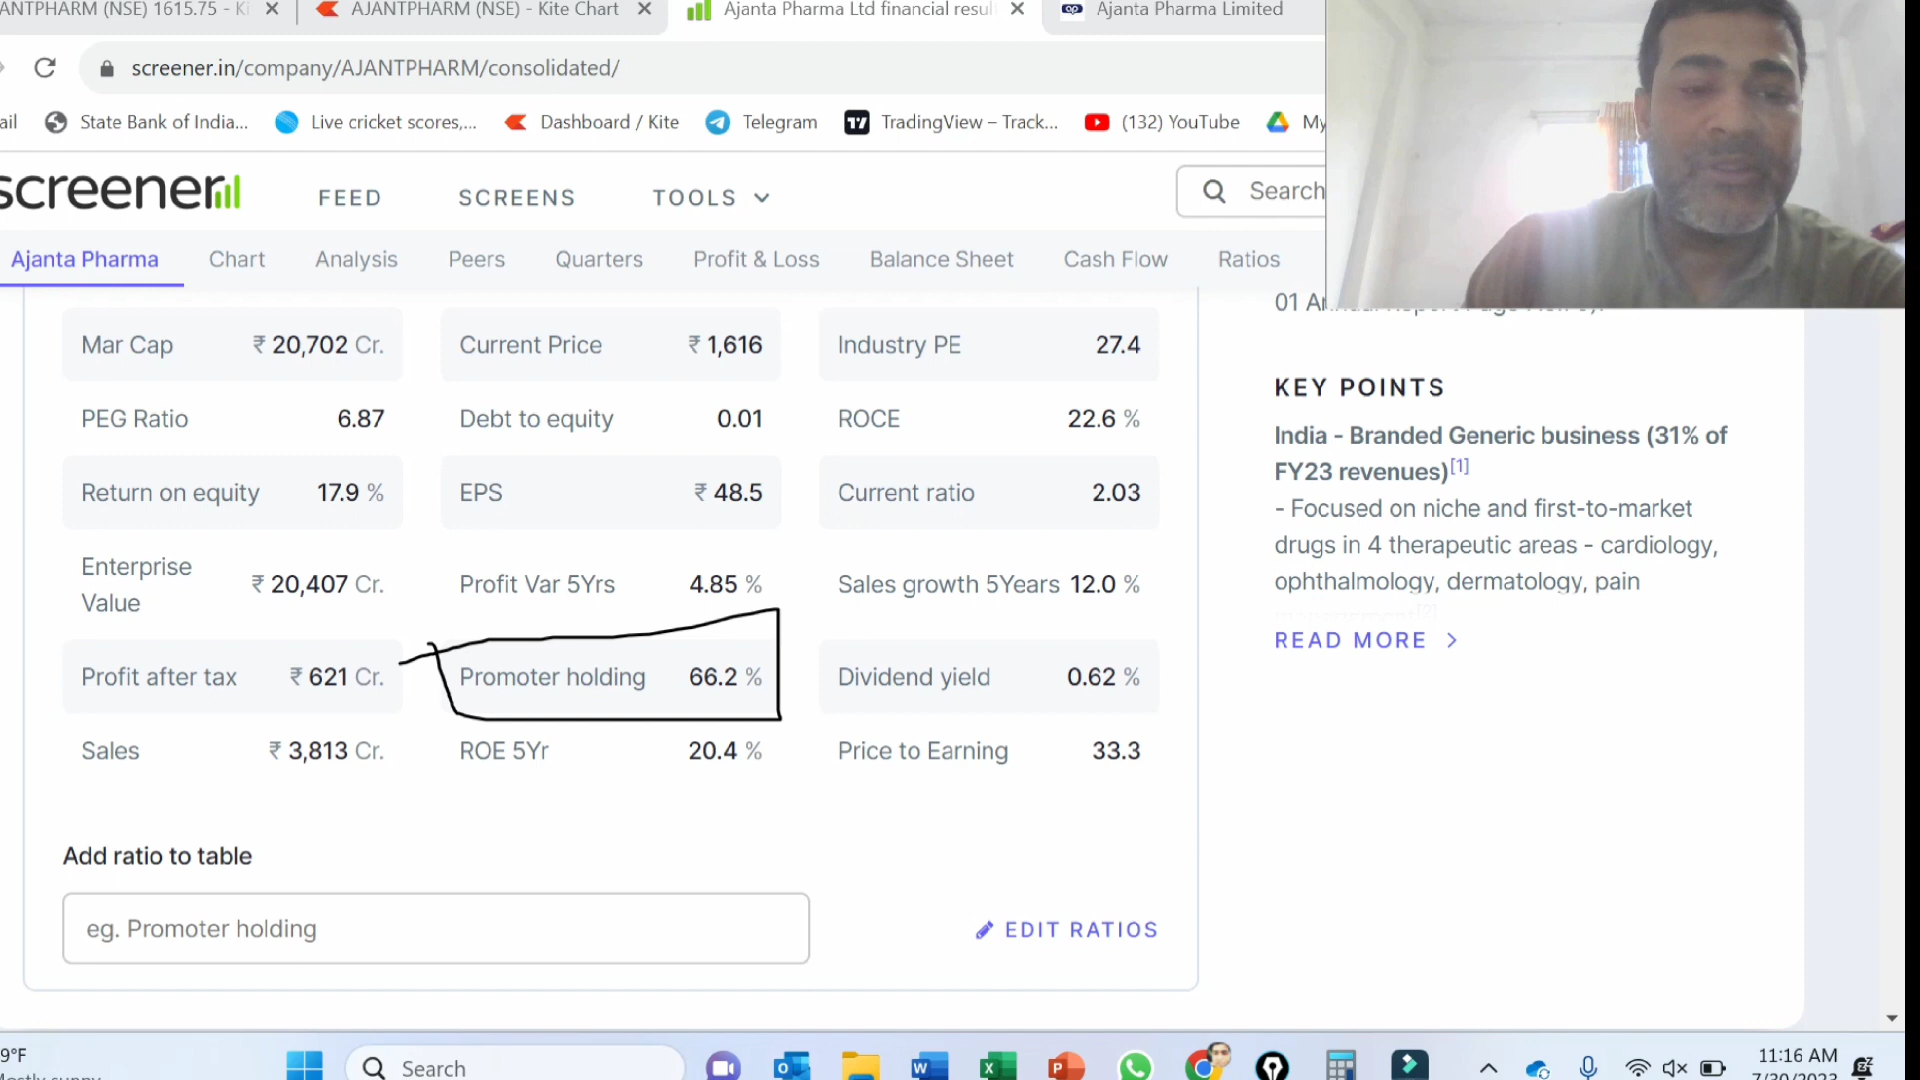 ANTPHARM (NSE) 1615.75 - Ki
AJANTPHARM (NSE) - Kite Chart
Ajanta Pharma Ltd financial resul
Ajanta Pharma Limited
screener.in/company/AJANTPHARM/consolidated/
ail
State Bank of India...
Live cricket scores,...
Dashboard / Kite
Telegram
TradingView – Track...
(132) YouTube
My
screener
FEED
SCREENS
TOOLS
Search
Ajanta Pharma
Chart
Analysis
Peers
Quarters
Profit & Loss
Balance Sheet
Cash Flow
Ratios
Mar Cap ₹ 20,702 Cr.
Current Price ₹ 1,616
Industry PE 27.4
PEG Ratio 6.87
Debt to equity 0.01
ROCE 22.6 %
Return on equity 17.9 %
EPS ₹ 48.5
Current ratio 2.03
Enterprise
Value ₹ 20,407 Cr.
Profit Var 5Yrs 4.85 %
Sales growth 5Years 12.0 %
Profit after tax ₹ 621 Cr.
Promoter holding 66.2 %
Dividend yield 0.62 %
Sales ₹ 3,813 Cr.
ROE 5Yr 20.4 %
Price to Earning 33.3
Add ratio to table
eg. Promoter holding
EDIT RATIOS
KEY POINTS
India - Branded Generic business (31% of
FY23 revenues)[1]
- Focused on niche and first-to-market
drugs in 4 therapeutic areas - cardiology,
ophthalmology, dermatology, pain
READ MORE
9°F
Search
11:16 AM